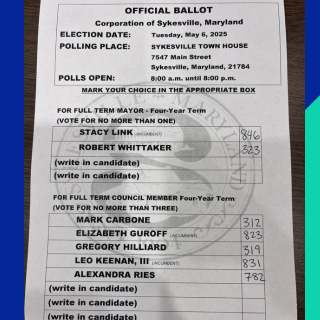 OFFICIAL BALLOT
Corporation of Sykesville, Maryland
ELECTION DATE: Tuesday, May 6, 2025
POLLING PLACE: SYKESVILLE TOWN HOUSE
7547 Main Street
Sykesville, Maryland, 21784
POLLS OPEN: 8:00 a.m. until 8:00 p.m.
MARK YOUR CHOICE IN THE APPROPRIATE BOX
FOR FULL TERM MAYOR - Four-Year Term
(VOTE FOR NO MORE THAN ONE)
STACY LINK (INCUMBENT) 846
ROBERT WHITTAKER 323
(write in candidate)
(write in candidate)
FOR FULL TERM COUNCIL MEMBER Four-Year Term
(VOTE FOR NO MORE THAN THREE)
MARK CARBONE 312
ELIZABETH GUROFF (INCUMBENT) 823
GREGORY HILLIARD 319
LEO KEENAN, III (INCUMBENT) 831
ALEXANDRA RIES 782
(write in candidate)
(write in candidate)
(write in candidate)